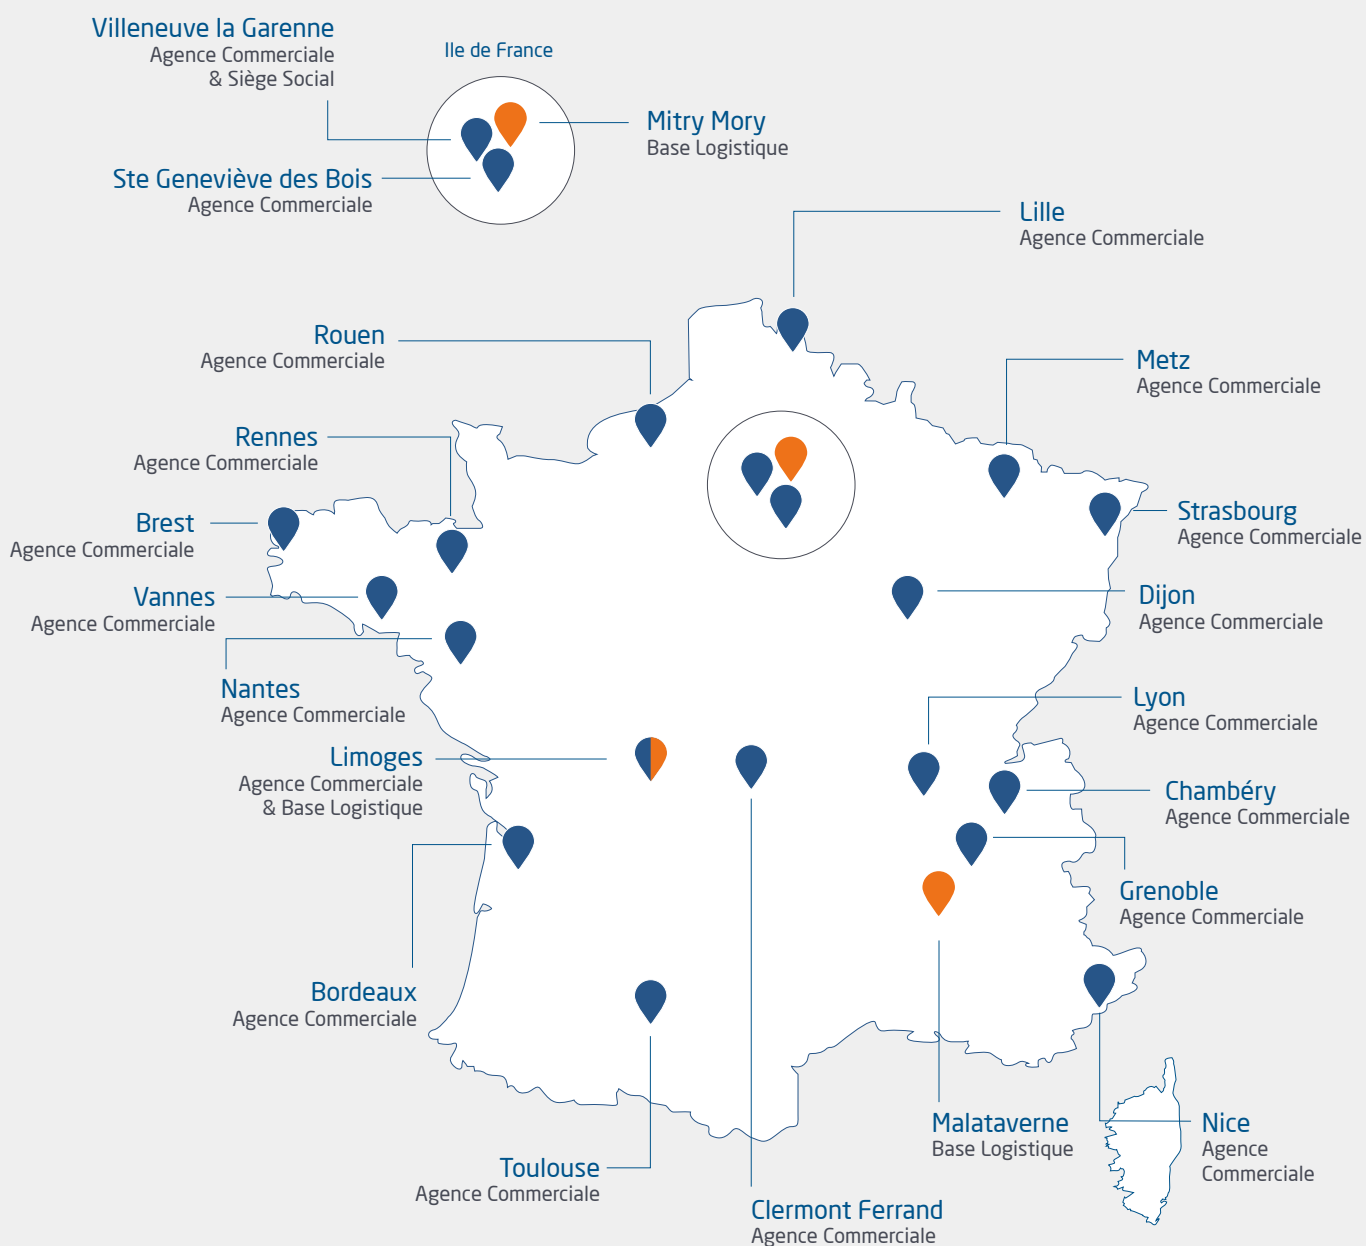 Villeneuve la Garenne
Agence Commerciale
& Siège Social
Ile de France
Mitry Mory
Base Logistique
Ste Geneviève des Bois
Agence Commerciale
Lille
Agence Commerciale
Rouen
Agence Commerciale
Metz
Agence Commerciale
Rennes
Agence Commerciale
Strasbourg
Agence Commerciale
Brest
Agence Commerciale
Vannes
Agence Commerciale
Dijon
Agence Commerciale
Nantes
Agence Commerciale
Lyon
Agence Commerciale
Limoges
Agence Commerciale
& Base Logistique
Chambéry
Agence Commerciale
Grenoble
Agence Commerciale
Bordeaux
Agence Commerciale
Malataverne
Base Logistique
Nice
Agence
Commerciale
Toulouse
Agence Commerciale
Clermont Ferrand
Agence Commerciale